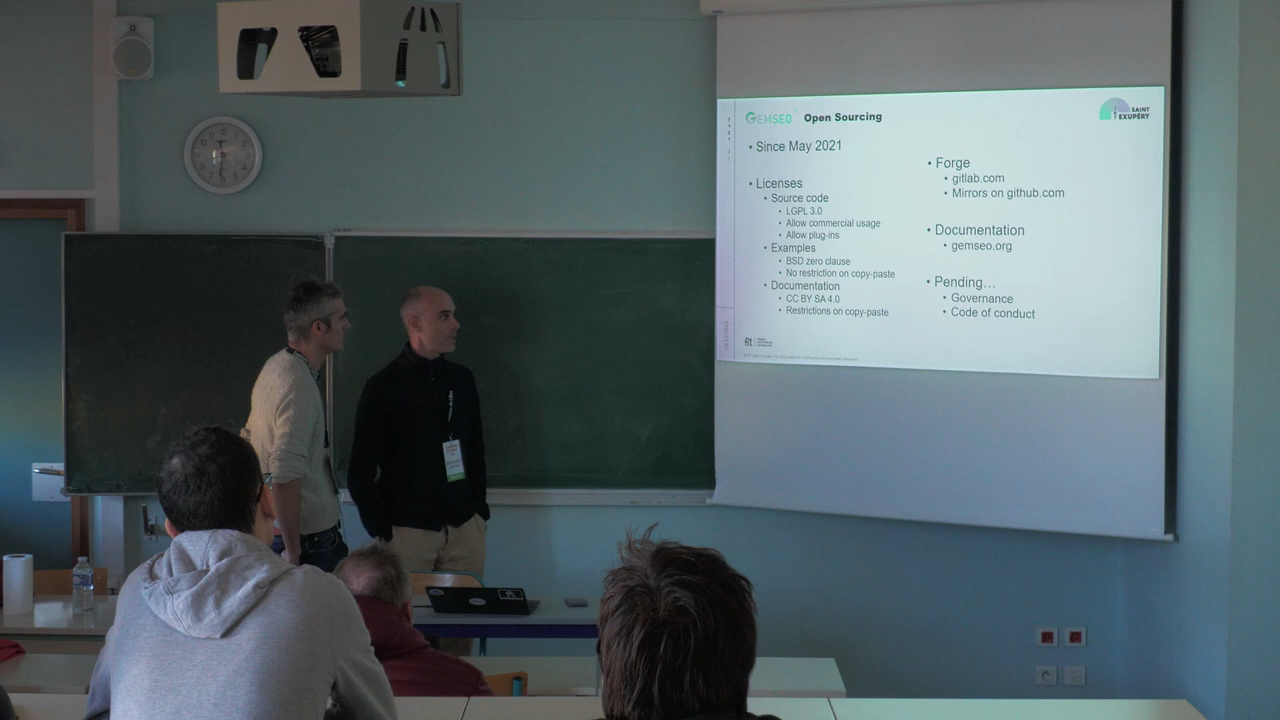 GEMSEO Open Sourcing
SAINT
EXUPÉRY
• Since May 2021
• Licenses
• Source code
• LGPL 3.0
• Allow commercial usage
• Allow plug-ins
• Examples
• BSD zero clause
• No restriction on copy-paste
• Documentation
• CC BY SA 4.0
• Restrictions on copy-paste
• Forge
• gitlab.com
• Mirrors on github.com
• Documentation
• gemseo.org
• Pending…
• Governance
• Code of conduct
fit